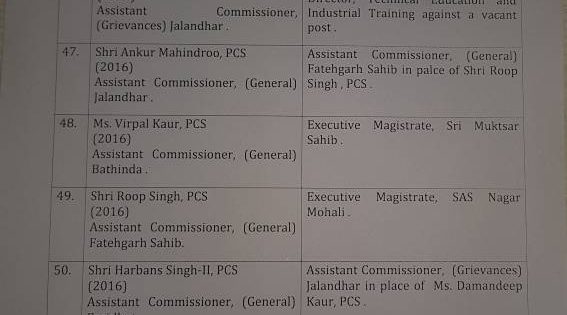 Assistant Commissioner,
(Grievances) Jalandhar .
Director, Technical Education and
Industrial Training against a vacant
post .
47. Shri Ankur Mahindroo, PCS
(2016)
Assistant Commissioner, (General)
Jalandhar .
Assistant Commissioner, (General)
Fatehgarh Sahib in palce of Shri Roop
Singh , PCS .
48. Ms. Virpal Kaur, PCS
(2016)
Assistant Commissioner, (General)
Bathinda .
Executive Magistrate, Sri Muktsar
Sahib .
49. Shri Roop Singh, PCS
(2016)
Assistant Commissioner, (General)
Fatehgarh Sahib.
Executive Magistrate, SAS Nagar
Mohali .
50. Shri Harbans Singh-II, PCS
(2016)
Assistant Commissioner, (General)
Assistant Commissioner, (Grievances)
Jalandhar in place of Ms. Damandeep
Kaur, PCS .